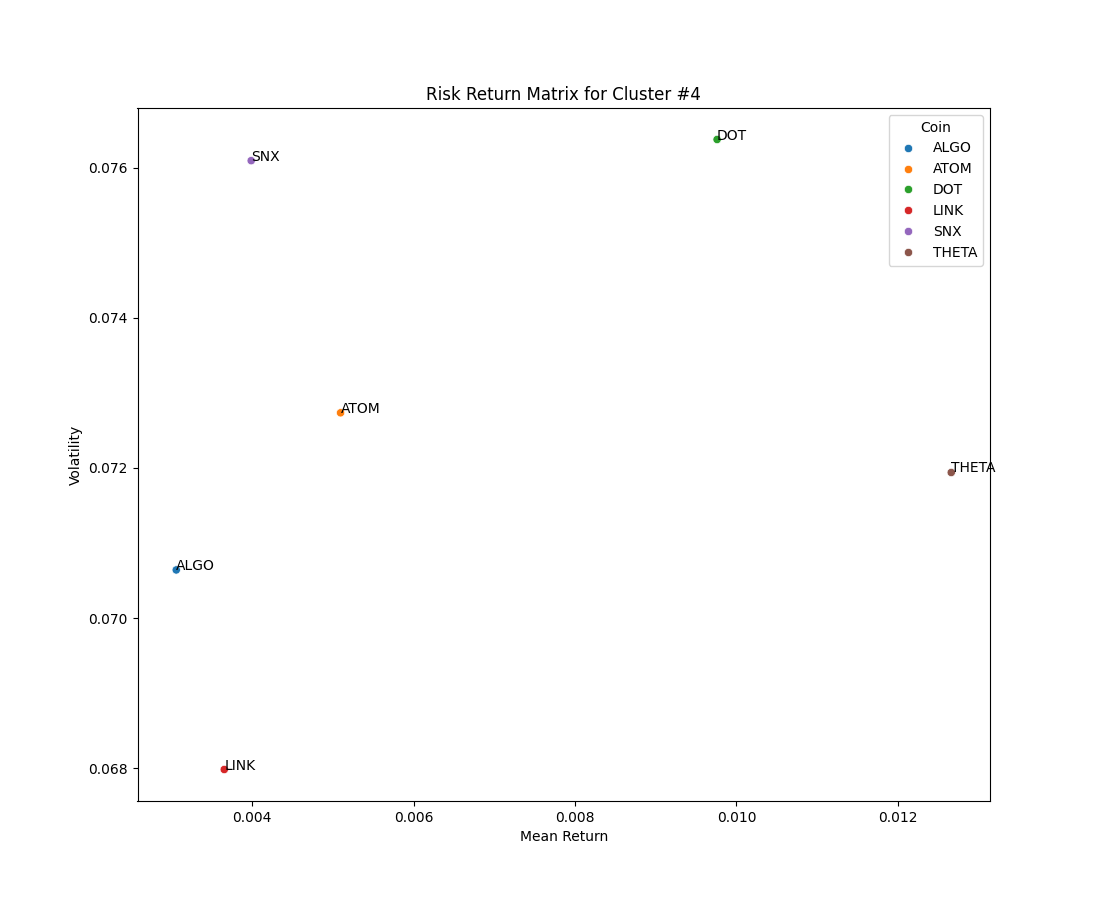 Risk Return Matrix for Cluster #4
Coin
ALGO
ATOM
DOT
LINK
SNX
THETA
DOT
SNX
ATOM
THETA
ALGO
LINK
Volatility
0.076
0.074
0.072
0.070
0.068
0.004 0.006 0.008 0.010 0.012
Mean Return